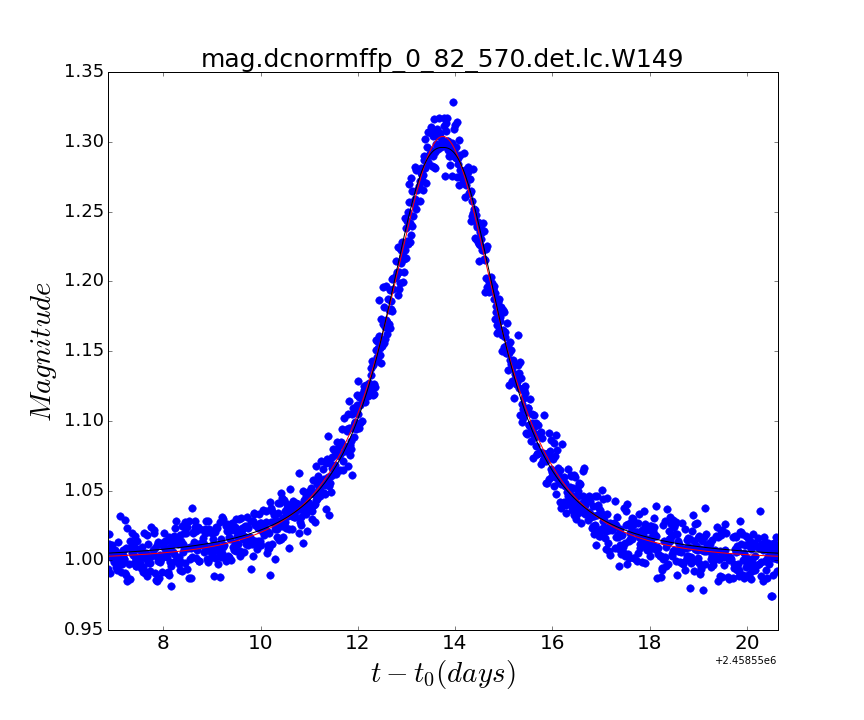 mag.dcnormffp_0_82_570.det.lc.W149
1.35
1.30
1.25
1.20
1.15
1.10
1.05
1.00
0.95
Magnitude
8 10 12 14 16 18 20
+2.45855e6
t − t₀(days)